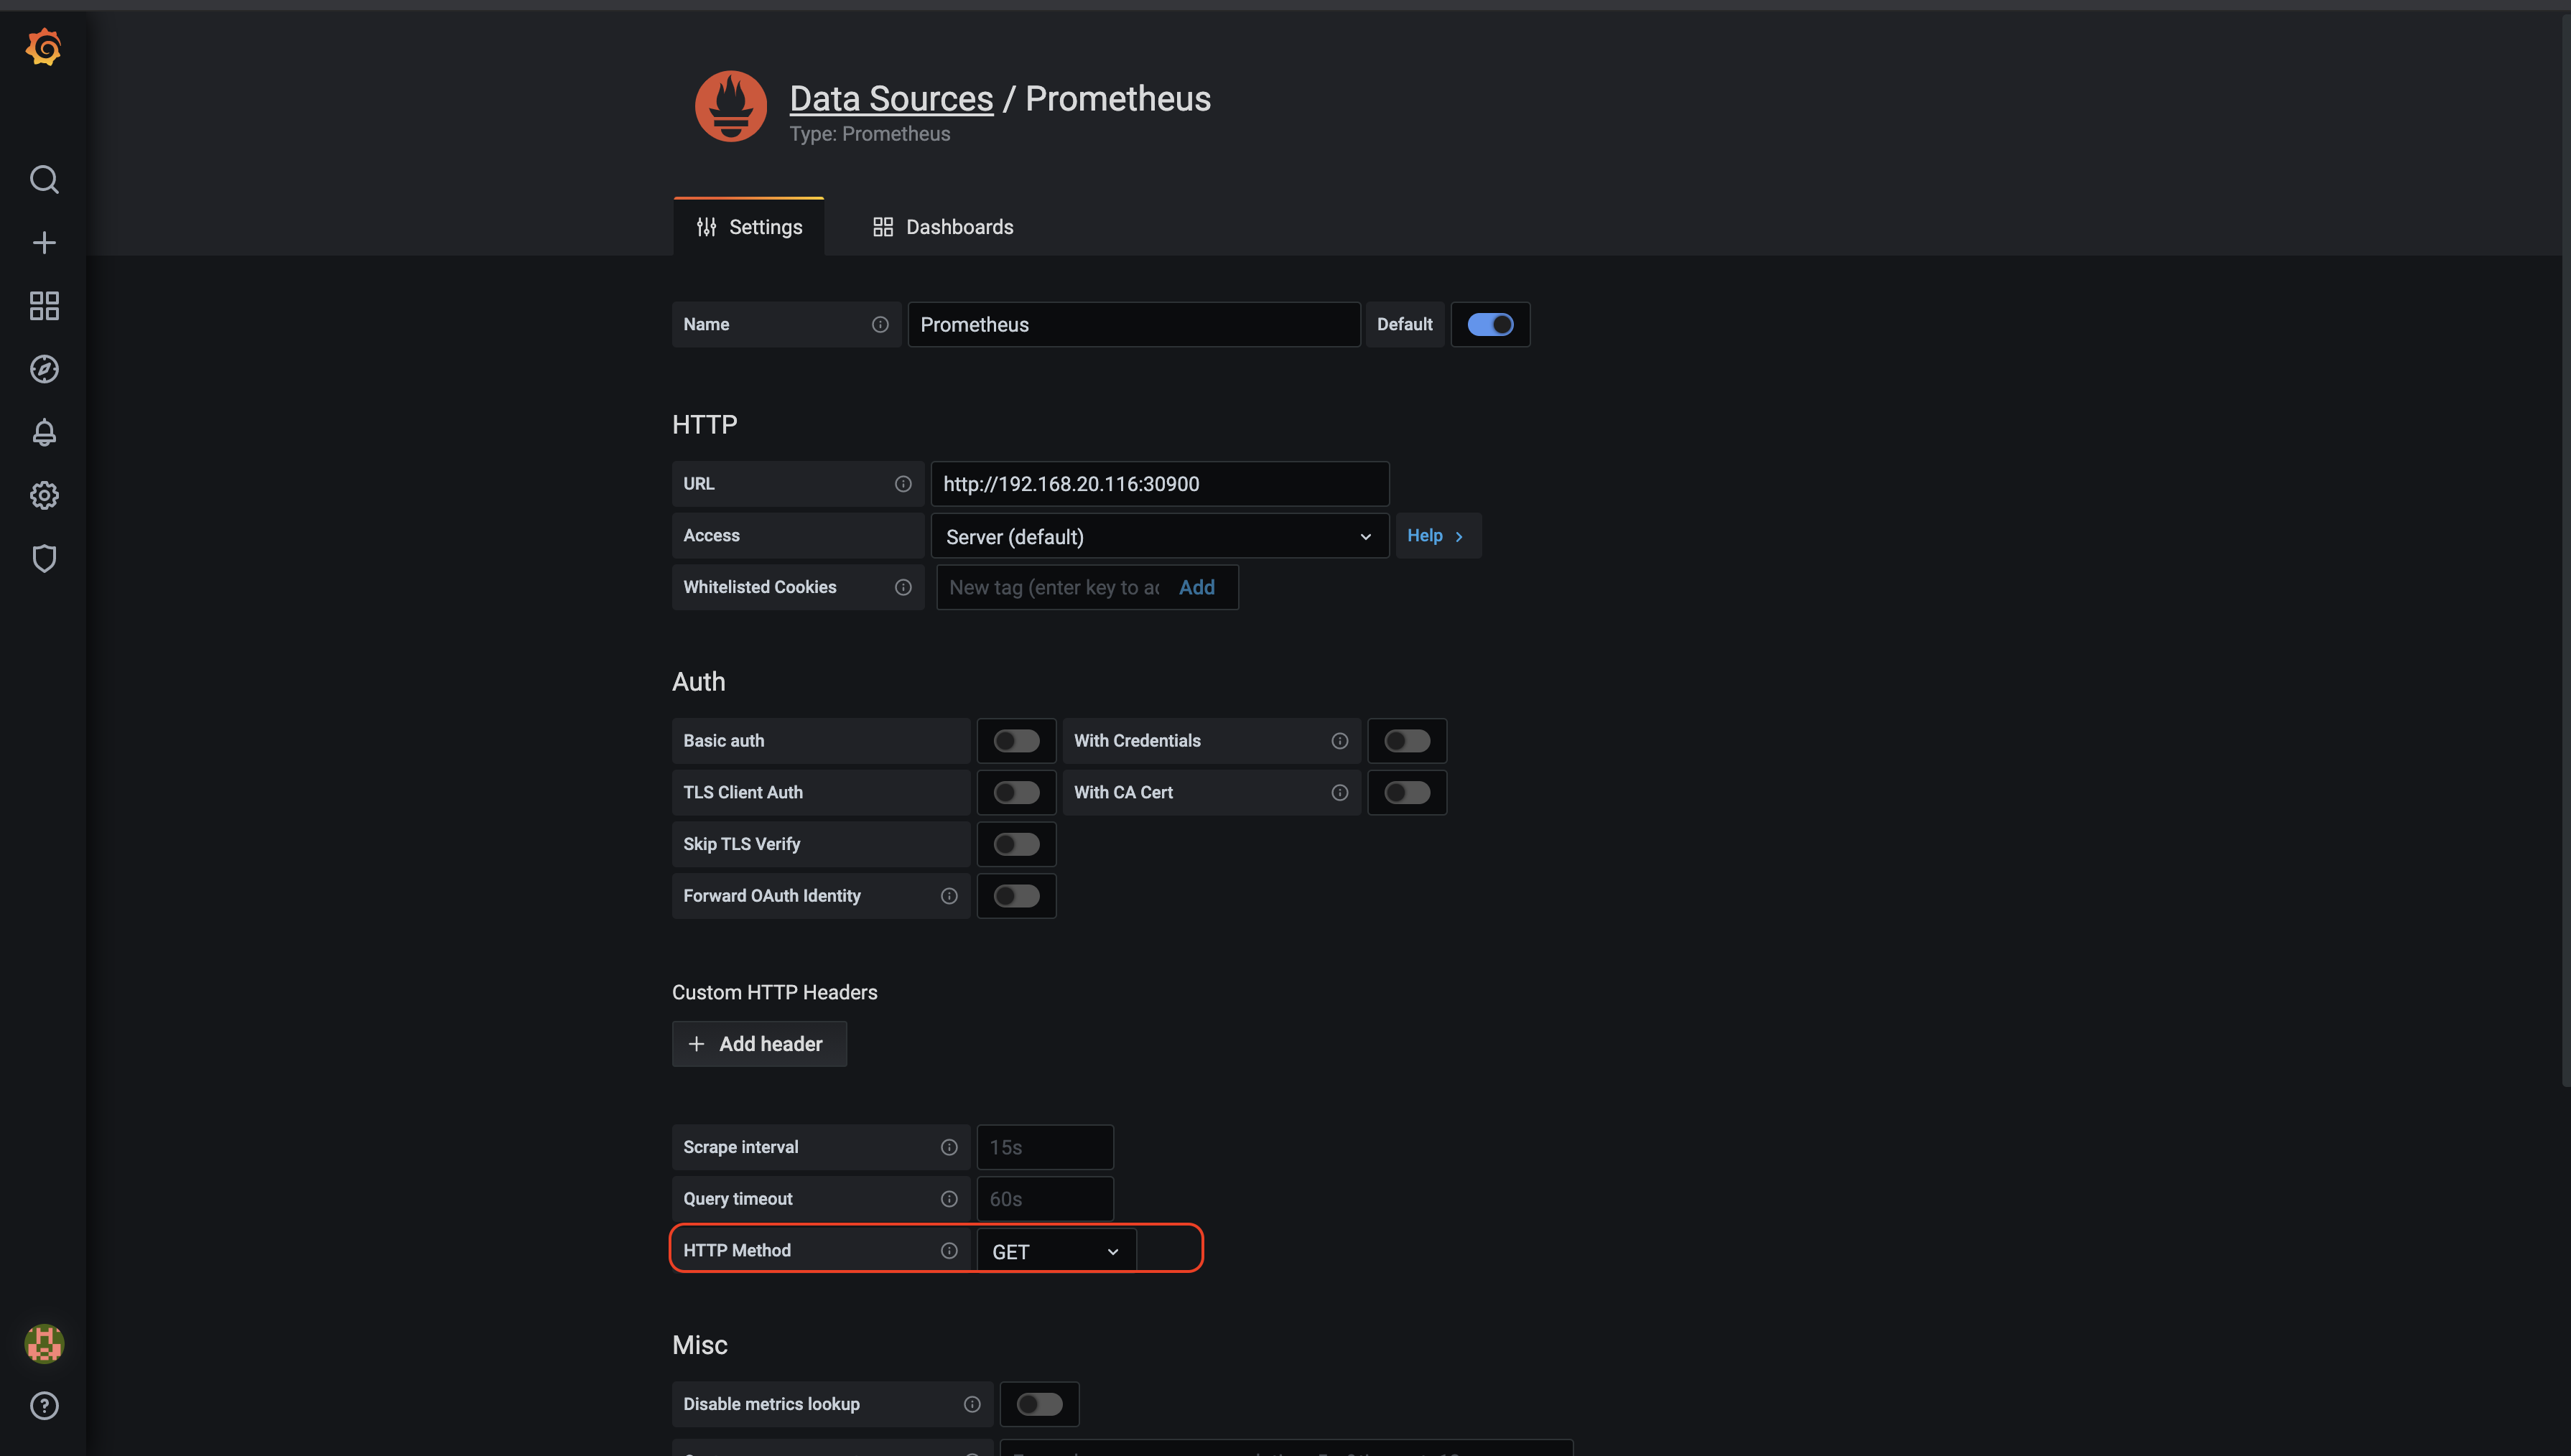 Data Sources / Prometheus
Type: Prometheus
Settings
Dashboards
Name
Prometheus
Default
HTTP
URL
http://192.168.20.116:30900
Access
Server (default)
Help
Whitelisted Cookies
New tag (enter key to ac
Add
Auth
Basic auth
With Credentials
TLS Client Auth
With CA Cert
Skip TLS Verify
Forward OAuth Identity
Custom HTTP Headers
Add header
Scrape interval
15s
Query timeout
60s
HTTP Method
GET
Misc
Disable metrics lookup